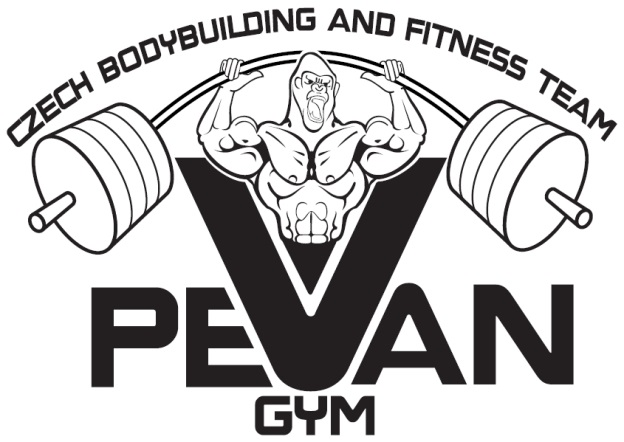 CZECH BODYBUILDING AND FITNESS TEAM
PEVAN
GYM